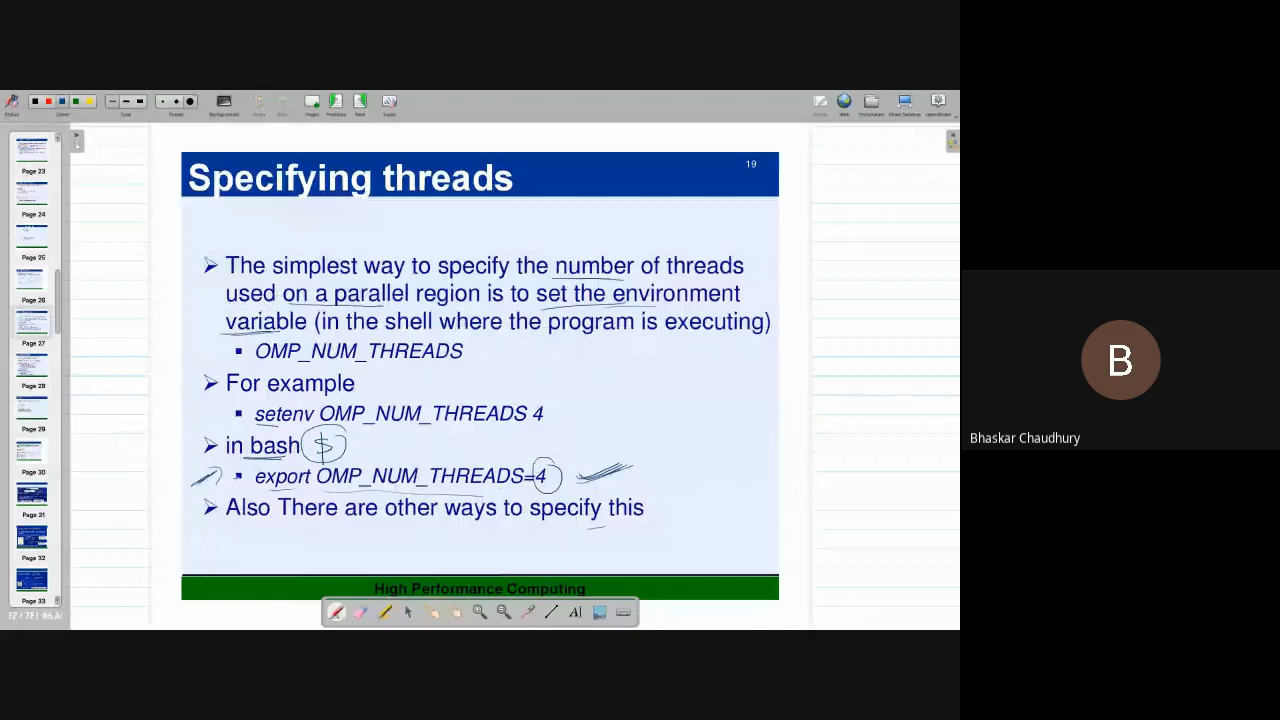 19
Specifying threads
The simplest way to specify the number of threads
used on a parallel region is to set the environment
variable (in the shell where the program is executing)
OMP_NUM_THREADS
For example
setenv OMP_NUM_THREADS 4
in bash $
export OMP_NUM_THREADS=4
Also There are other ways to specify this
High Performance Computing
Page 23
Page 24
Page 25
Page 26
Page 27
Page 28
Page 29
Page 30
Page 31
Page 32
Page 33
B
Bhaskar Chaudhury